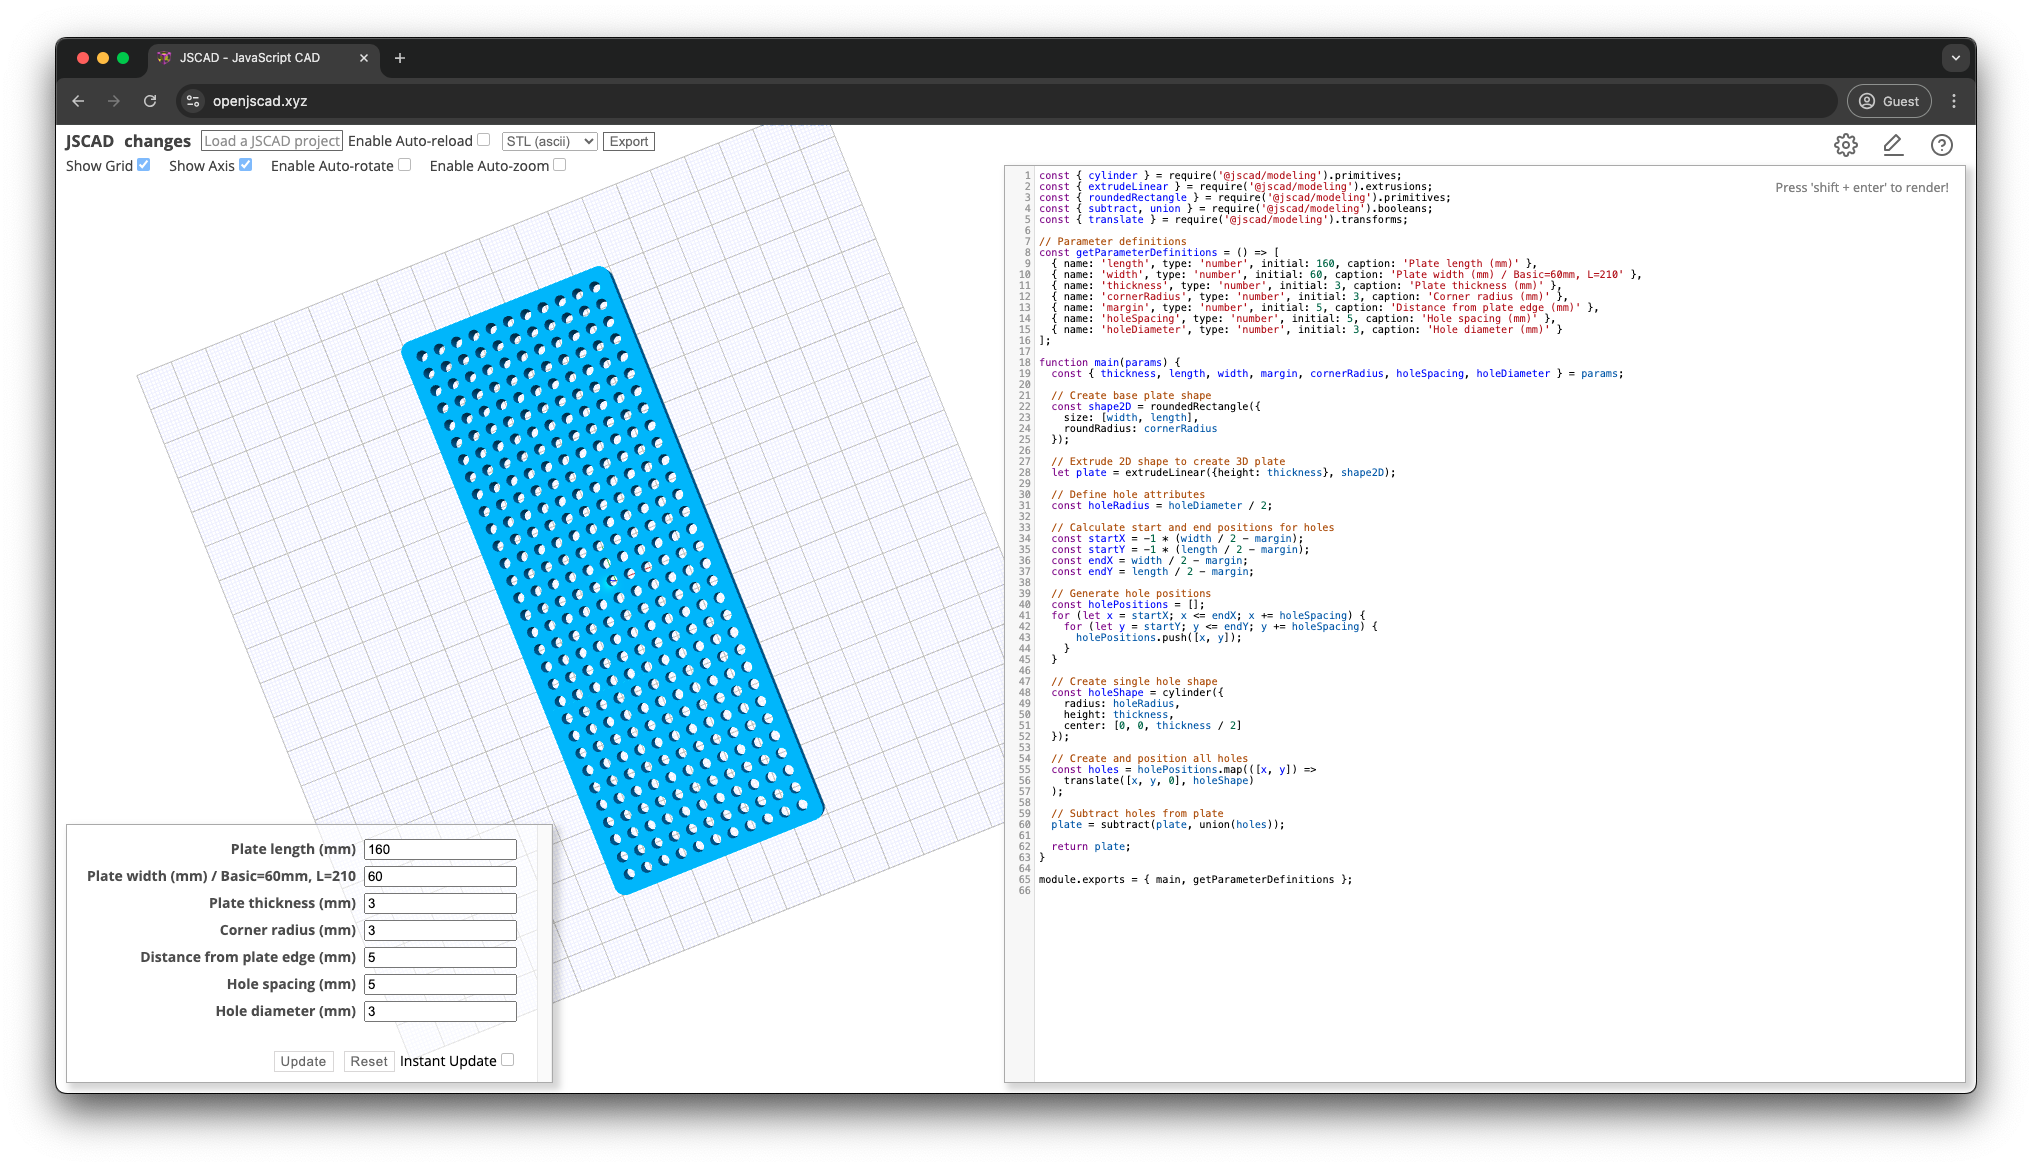 JSCAD - JavaScript CAD
openjscad.xyz
Guest
JSCAD changes Load a JSCAD project Enable Auto-reload STL (ascii) Export
Show Grid Show Axis Enable Auto-rotate Enable Auto-zoom
Press 'shift + enter' to render!
1 const { cylinder } = require('@jscad/modeling').primitives;
2 const { extrudeLinear } = require('@jscad/modeling').extrusions;
3 const { roundedRectangle } = require('@jscad/modeling').primitives;
4 const { subtract, union } = require('@jscad/modeling').booleans;
5 const { translate } = require('@jscad/modeling').transforms;
6
7 // Parameter definitions
8 const getParameterDefinitions = () => [
9 { name: 'length', type: 'number', initial: 160, caption: 'Plate length (mm)' },
10 { name: 'width', type: 'number', initial: 60, caption: 'Plate width (mm) / Basic=60mm, L=210' },
11 { name: 'thickness', type: 'number', initial: 3, caption: 'Plate thickness (mm)' },
12 { name: 'cornerRadius', type: 'number', initial: 3, caption: 'Corner radius (mm)' },
13 { name: 'margin', type: 'number', initial: 5, caption: 'Distance from plate edge (mm)' },
14 { name: 'holeSpacing', type: 'number', initial: 5, caption: 'Hole spacing (mm)' },
15 { name: 'holeDiameter', type: 'number', initial: 3, caption: 'Hole diameter (mm)' }
16 ];
17
18 function main(params) {
19 const { thickness, length, width, margin, cornerRadius, holeSpacing, holeDiameter } = params;
20
21 // Create base plate shape
22 const shape2D = roundedRectangle({
23 size: [width, length],
24 roundRadius: cornerRadius
25 });
26
27 // Extrude 2D shape to create 3D plate
28 let plate = extrudeLinear({height: thickness}, shape2D);
29
30 // Define hole attributes
31 const holeRadius = holeDiameter / 2;
32
33 // Calculate start and end positions for holes
34 const startX = -1 * (width / 2 - margin);
35 const startY = -1 * (length / 2 - margin);
36 const endX = width / 2 - margin;
37 const endY = length / 2 - margin;
38
39 // Generate hole positions
40 const holePositions = [];
41 for (let x = startX; x <= endX; x += holeSpacing) {
42 for (let y = startY; y <= endY; y += holeSpacing) {
43 holePositions.push([x, y]);
44 }
45 }
46
47 // Create single hole shape
48 const holeShape = cylinder({
49 radius: holeRadius,
50 height: thickness,
51 center: [0, 0, thickness / 2]
52 });
53
54 // Create and position all holes
55 const holes = holePositions.map(([x, y]) =>
56 translate([x, y, 0], holeShape)
57 );
58
59 // Subtract holes from plate
60 plate = subtract(plate, union(holes));
61
62 return plate;
63 }
64
65 module.exports = { main, getParameterDefinitions };
66
Plate length (mm) 160
Plate width (mm) / Basic=60mm, L=210 60
Plate thickness (mm) 3
Corner radius (mm) 3
Distance from plate edge (mm) 5
Hole spacing (mm) 5
Hole diameter (mm) 3
Update Reset Instant Update